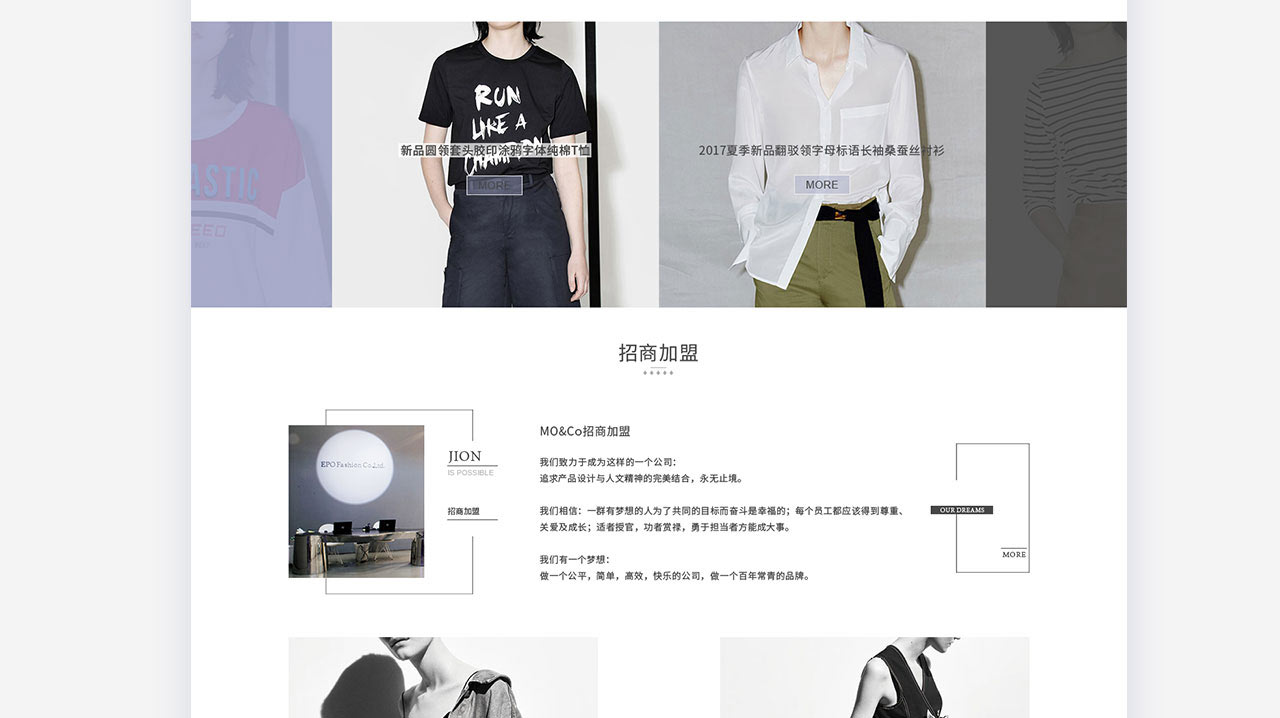 RUN
LIKE A
CHAMPION
新品圆领套头胶印涂鸦字体纯棉T恤
MORE
2017夏季新品翻驳领字母标语长袖桑蚕丝衬衫
MORE
ASTIC
EED
招商加盟
EPO Fashion Co.,Ltd.
JION
IS POSSIBLE
招商加盟
MO&Co招商加盟
我们致力于成为这样的一个公司：
追求产品设计与人文精神的完美结合，永无止境。
我们相信：一群有梦想的人为了共同的目标而奋斗是幸福的；每个员工都应该得到尊重、
关爱及成长；适者授官，功者赏禄，勇于担当者方能成大事。
我们有一个梦想：
做一个公平，简单，高效，快乐的公司，做一个百年常青的品牌。
OUR DREAMS
MORE